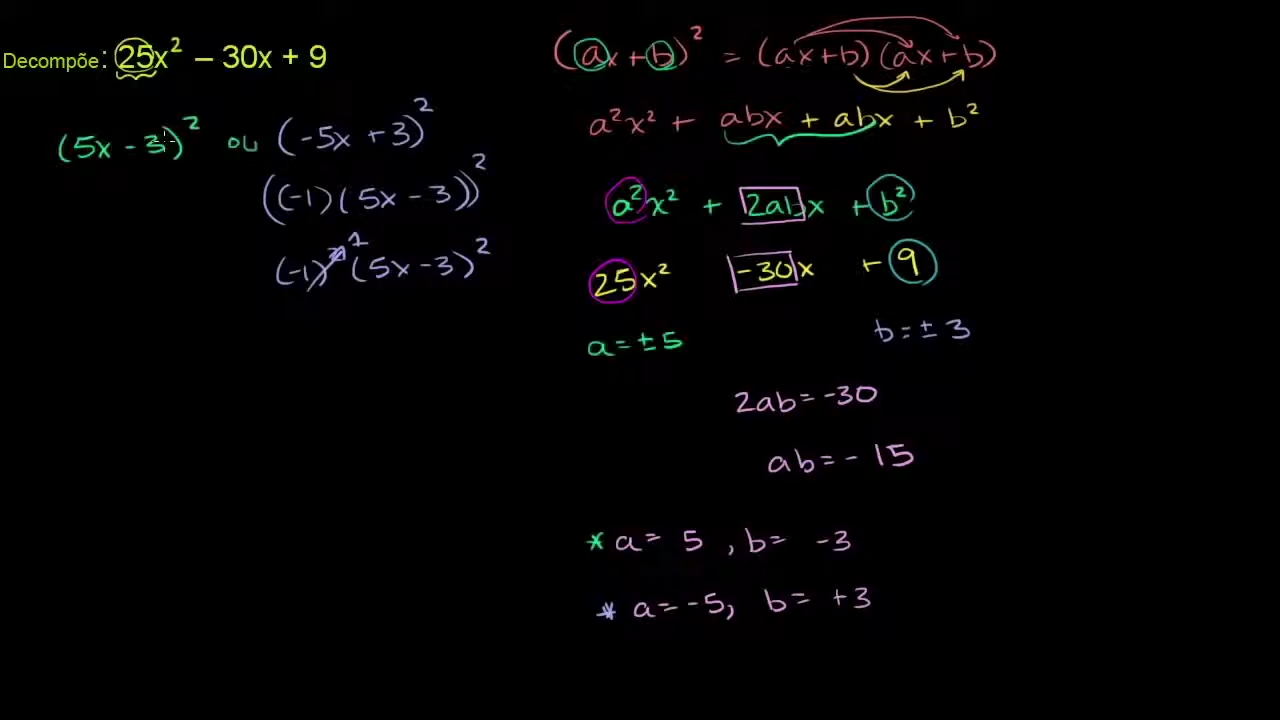 Decompõe: 25x² – 30x + 9
(5x - 3)² ou (-5x + 3)²
((-1)(5x - 3))²
(-1)²¹ (5x - 3)²
(ax + b)² = (ax + b)(ax + b)
a²x² + abx + abx + b²
a²x² + 2abx + b²
25x² -30x + 9
a = ± 5
b = ± 3
2ab = -30
ab = - 15
* a = 5 , b = -3
* a = -5, b = +3